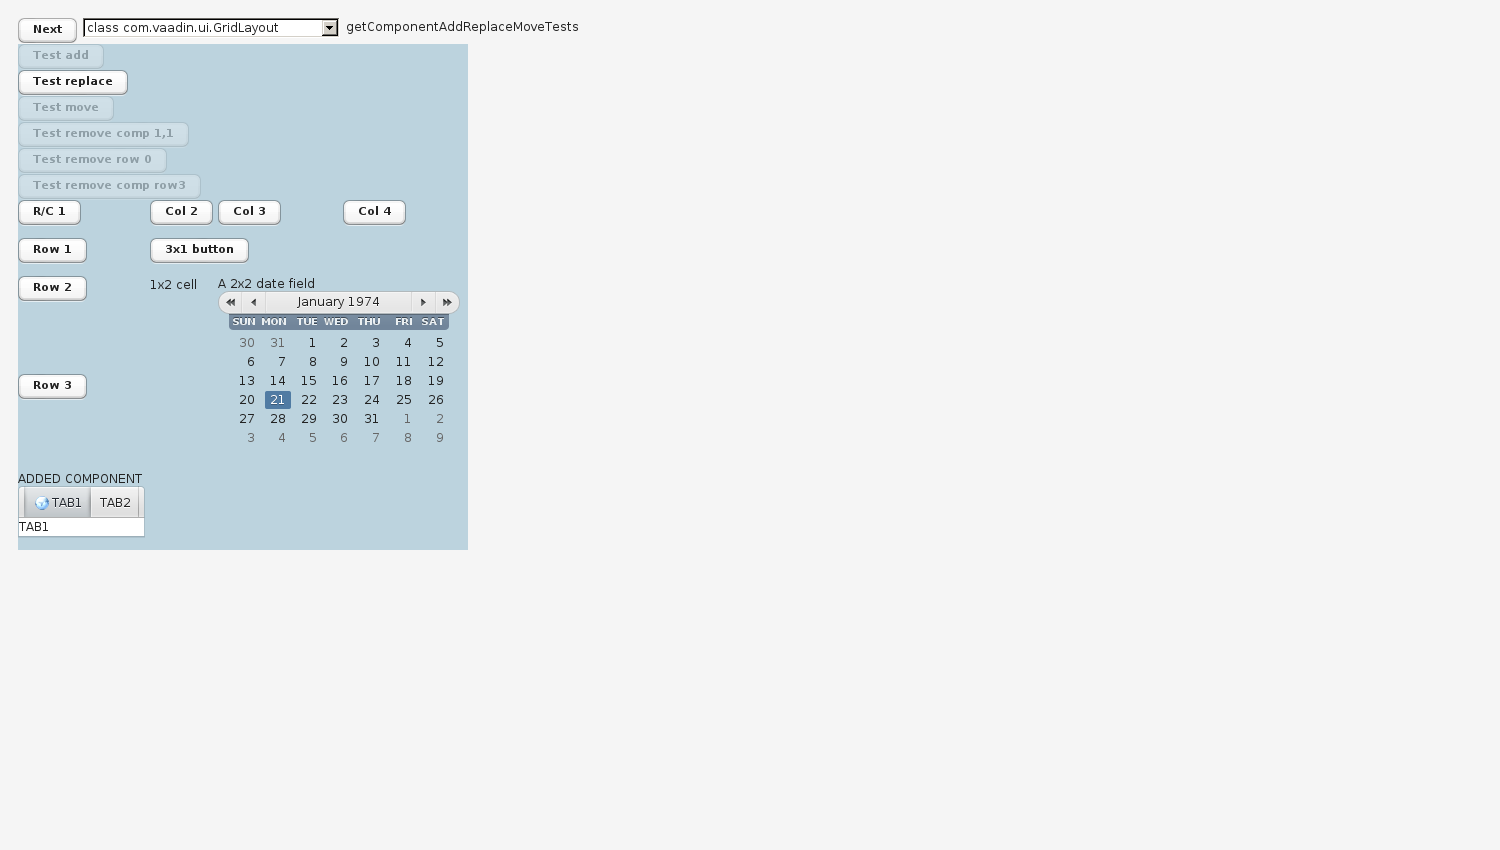 Next class com.vaadin.ui.GridLayout getComponentAddReplaceMoveTests
Test add
Test replace
Test move
Test remove comp 1,1
Test remove row 0
Test remove comp row3
R/C 1 Col 2 Col 3 Col 4
Row 1 3x1 button
Row 2 1x2 cell A 2x2 date field
January 1974
SUN MON TUE WED THU FRI SAT
30 31 1 2 3 4 5
6 7 8 9 10 11 12
13 14 15 16 17 18 19
Row 3
20 21 22 23 24 25 26
27 28 29 30 31 1 2
3 4 5 6 7 8 9
ADDED COMPONENT
TAB1 TAB2
TAB1